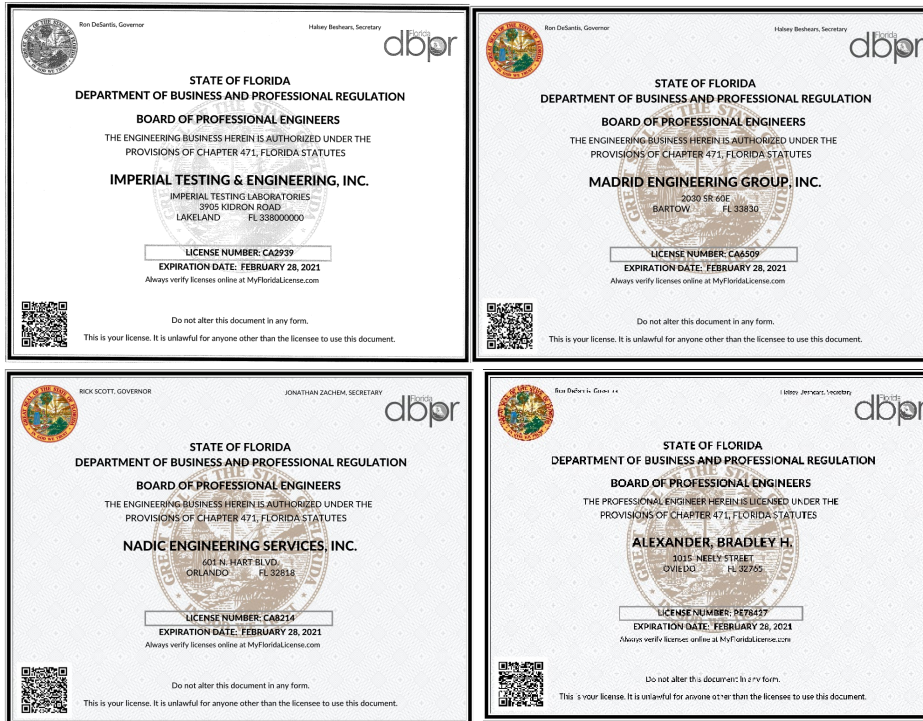 Ron DeSantis, Governor
Halsey Beshears, Secretary
Florida
dbpr
STATE OF FLORIDA
DEPARTMENT OF BUSINESS AND PROFESSIONAL REGULATION
BOARD OF PROFESSIONAL ENGINEERS
THE ENGINEERING BUSINESS HEREIN IS AUTHORIZED UNDER THE
PROVISIONS OF CHAPTER 471, FLORIDA STATUTES
IMPERIAL TESTING & ENGINEERING, INC.
IMPERIAL TESTING LABORATORIES
3905 KIDRON ROAD
LAKELAND FL 338000000
LICENSE NUMBER: CA2939
EXPIRATION DATE: FEBRUARY 28, 2021
Always verify licenses online at MyFloridaLicense.com
Do not alter this document in any form.
This is your license. It is unlawful for anyone other than the licensee to use this document.
Ron DeSantis, Governor
Halsey Beshears, Secretary
Florida
dbpr
STATE OF FLORIDA
DEPARTMENT OF BUSINESS AND PROFESSIONAL REGULATION
BOARD OF PROFESSIONAL ENGINEERS
THE ENGINEERING BUSINESS HEREIN IS AUTHORIZED UNDER THE
PROVISIONS OF CHAPTER 471, FLORIDA STATUTES
MADRID ENGINEERING GROUP, INC.
2030 SR 60E
BARTOW FL 33830
LICENSE NUMBER: CA6509
EXPIRATION DATE: FEBRUARY 28, 2021
Always verify licenses online at MyFloridaLicense.com
Do not alter this document in any form.
This is your license. It is unlawful for anyone other than the licensee to use this document.
RICK SCOTT, GOVERNOR
JONATHAN ZACHEM, SECRETARY
Florida
dbpr
STATE OF FLORIDA
DEPARTMENT OF BUSINESS AND PROFESSIONAL REGULATION
BOARD OF PROFESSIONAL ENGINEERS
THE ENGINEERING BUSINESS HEREIN IS AUTHORIZED UNDER THE
PROVISIONS OF CHAPTER 471, FLORIDA STATUTES
NADIC ENGINEERING SERVICES, INC.
601 N. HART BLVD.
ORLANDO FL 32818
LICENSE NUMBER: CA8214
EXPIRATION DATE: FEBRUARY 28, 2021
Always verify licenses online at MyFloridaLicense.com
Do not alter this document in any form.
This is your license. It is unlawful for anyone other than the licensee to use this document.
Ron DeSantis, Governor
Halsey Beshears, Secretary
Florida
dbpr
STATE OF FLORIDA
DEPARTMENT OF BUSINESS AND PROFESSIONAL REGULATION
BOARD OF PROFESSIONAL ENGINEERS
THE PROFESSIONAL ENGINEER HEREIN IS LICENSED UNDER THE
PROVISIONS OF CHAPTER 471, FLORIDA STATUTES
ALEXANDER, BRADLEY H.
1015 NEELY STREET
OVIEDO FL 32765
LICENSE NUMBER: PE78427
EXPIRATION DATE: FEBRUARY 28, 2021
Always verify licenses online at MyFloridaLicense.com
Do not alter this document in any form.
This is your license. It is unlawful for anyone other than the licensee to use this document.